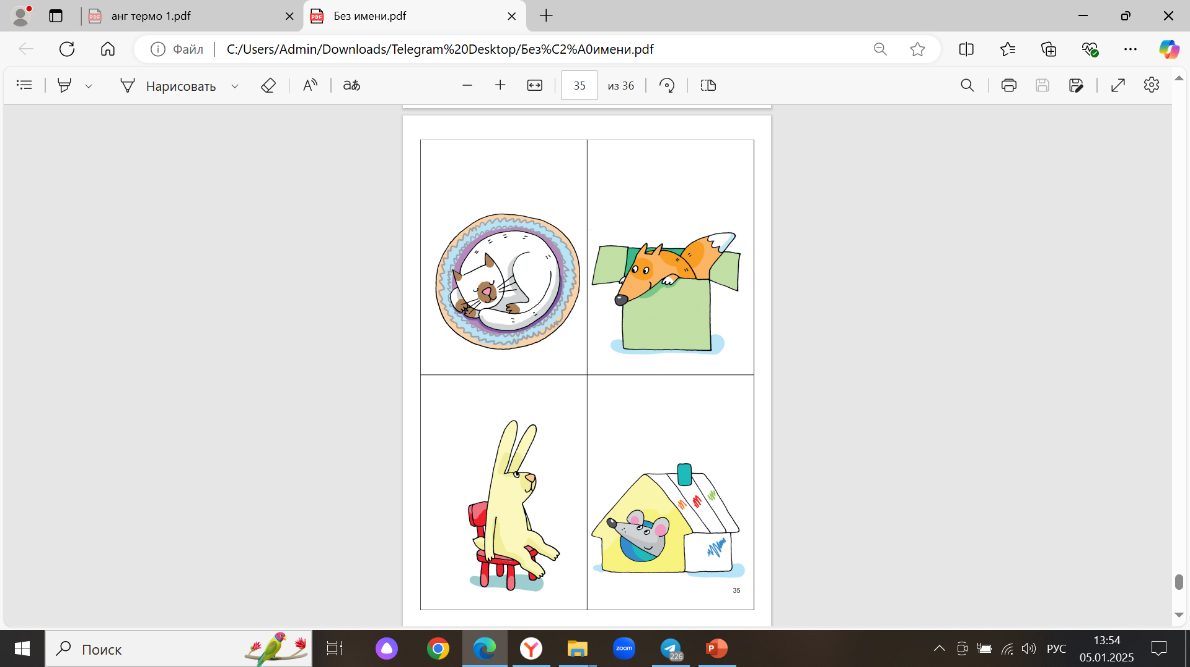 анг термо 1.pdf
Без имени.pdf
Файл
C:/Users/Admin/Downloads/Telegram%20Desktop/Без%C2%A0имени.pdf
Нарисовать
35
из 36
35
Поиск
zoom
226
РУС
13:54
05.01.2025